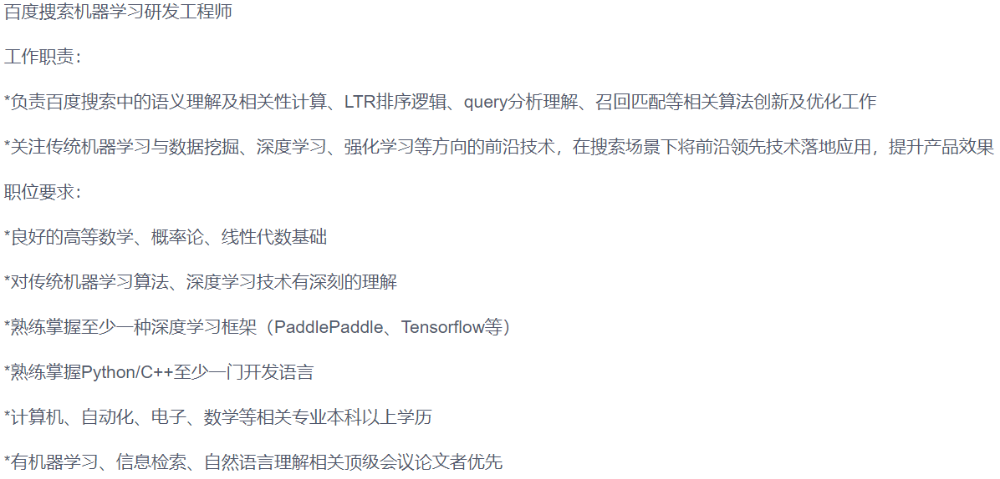 百度搜索机器学习研发工程师
工作职责：
*负责百度搜索中的语义理解及相关性计算、LTR排序逻辑、query分析理解、召回匹配等相关算法创新及优化工作
*关注传统机器学习与数据挖掘、深度学习、强化学习等方向的前沿技术，在搜索场景下将前沿领先技术落地应用，提升产品效果
职位要求：
*良好的高等数学、概率论、线性代数基础
*对传统机器学习算法、深度学习技术有深刻的理解
*熟练掌握至少一种深度学习框架（PaddlePaddle、Tensorflow等）
*熟练掌握Python/C++至少一门开发语言
*计算机、自动化、电子、数学等相关专业本科以上学历
*有机器学习、信息检索、自然语言理解相关顶级会议论文者优先